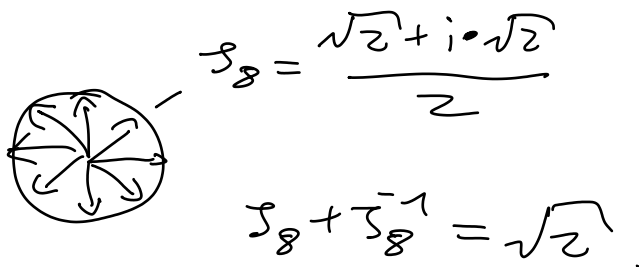 ζ₈ = (√2 + i·√2) / 2
ζ₈ + ζ₈⁻¹ = √2